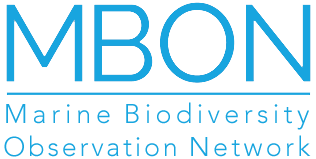 MBON
Marine Biodiversity
Observation Network